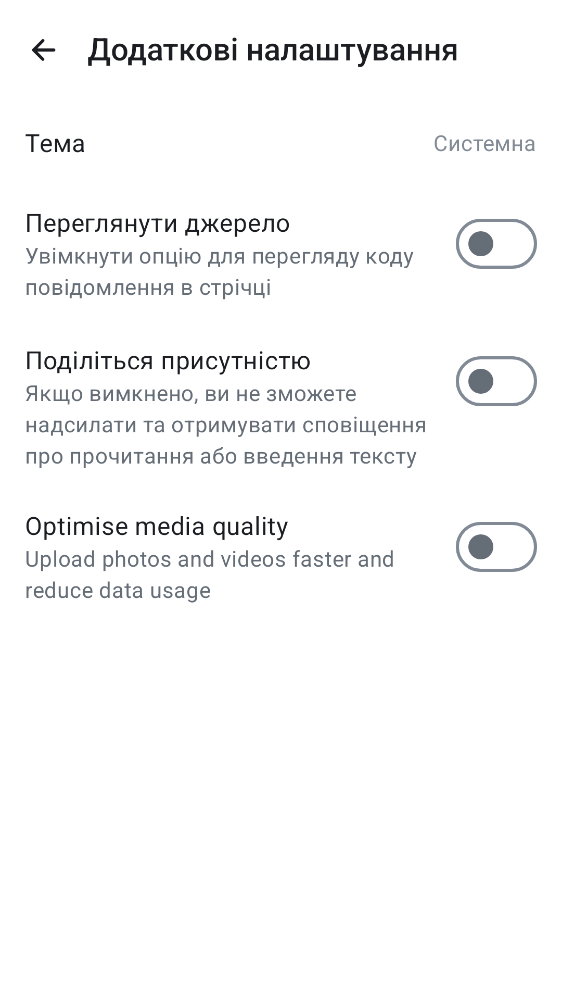 Додаткові налаштування
Тема
Системна
Переглянути джерело
Увімкнути опцію для перегляду коду
повідомлення в стрічці
Поділіться присутністю
Якщо вимкнено, ви не зможете
надсилати та отримувати сповіщення
про прочитання або введення тексту
Optimise media quality
Upload photos and videos faster and
reduce data usage